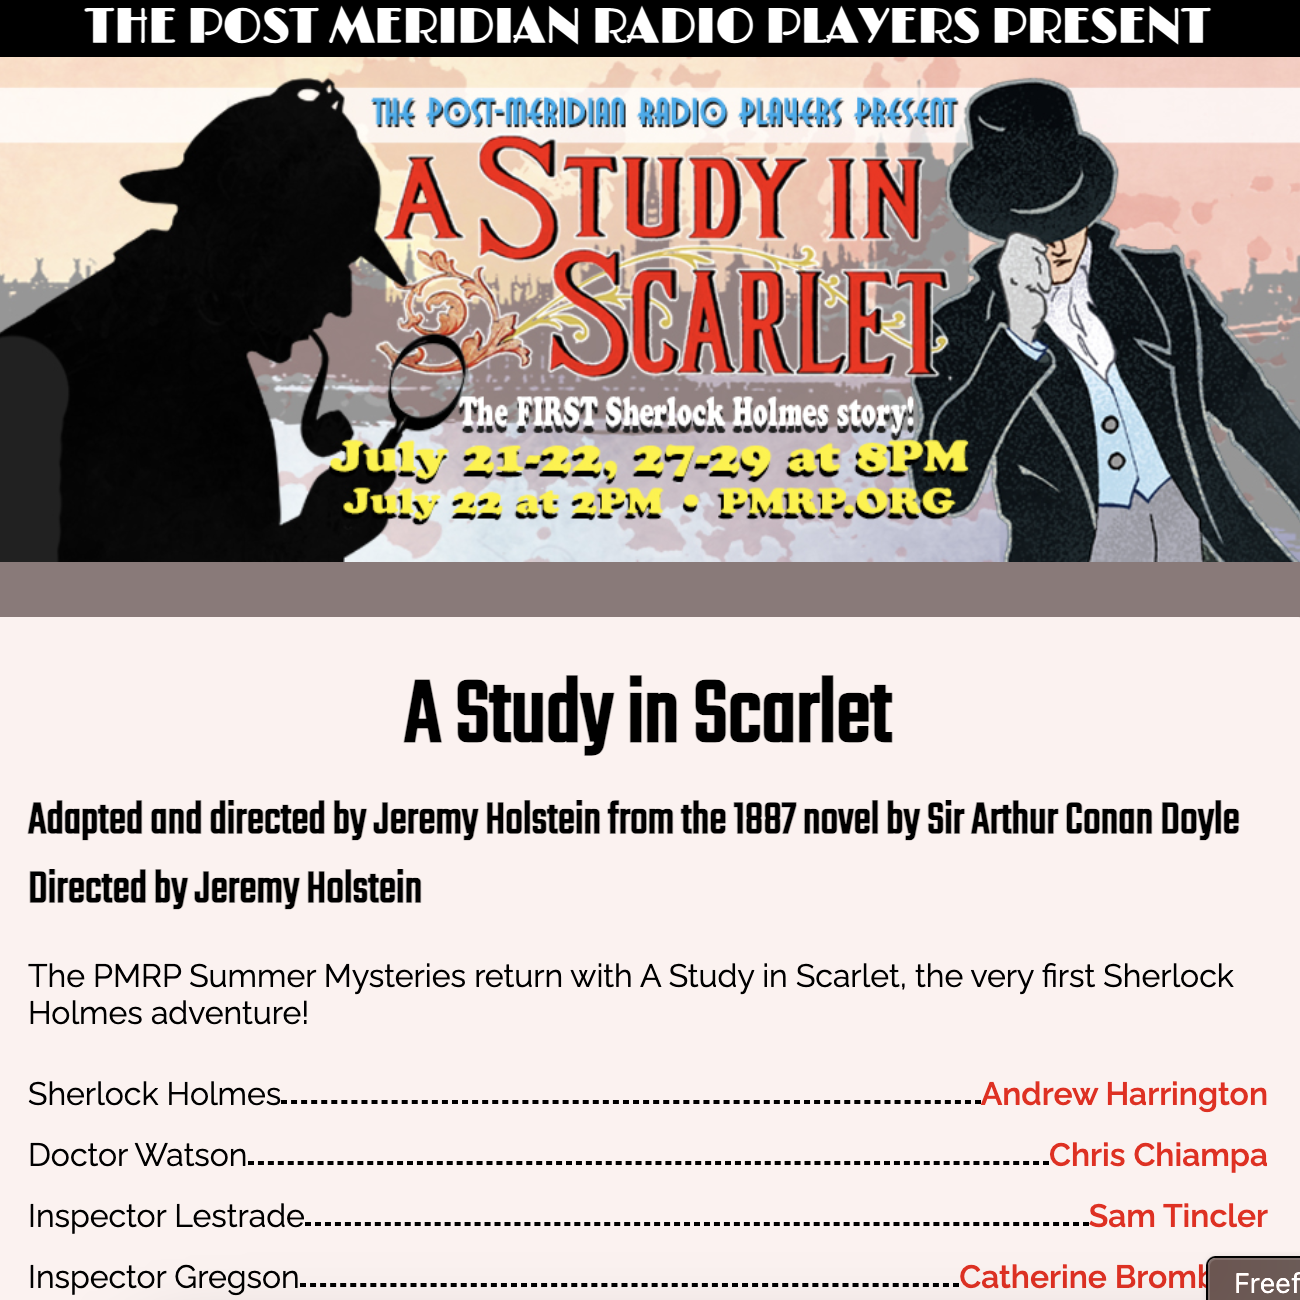 THE POST MERIDIAN RADIO PLAYERS PRESENT
THE POST-MERIDIAN RADIO PLAYERS PRESENT
A STUDY IN
SCARLET
The FIRST Sherlock Holmes story!
July 21-22, 27-29 at 8PM
July 22 at 2PM • PMRP.ORG
A Study in Scarlet
Adapted and directed by Jeremy Holstein from the 1887 novel by Sir Arthur Conan Doyle
Directed by Jeremy Holstein
The PMRP Summer Mysteries return with A Study in Scarlet, the very first Sherlock
Holmes adventure!
Sherlock Holmes Andrew Harrington
Doctor Watson Chris Chiampa
Inspector Lestrade Sam Tincler
Inspector Gregson Catherine